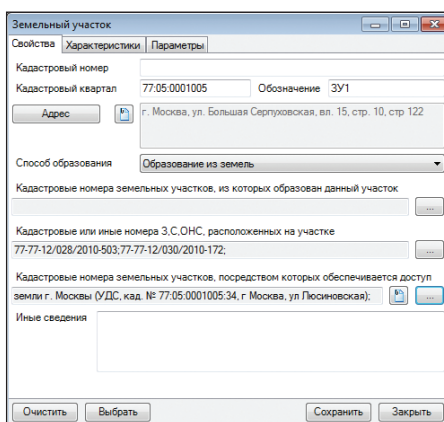 Земельный участок
Свойства Характеристики Параметры
Кадастровый номер
Кадастровый квартал 77:05:0001005 Обозначение ЗУ1
Адрес г. Москва, ул. Большая Серпуховская, вл. 15, стр. 10, стр 122
Способ образования Образование из земель
Кадастровые номера земельных участков, из которых образован данный участок
...
Кадастровые или иные номера З,С,ОНС, расположенных на участке
77-77-12/028/2010-503;77-77-12/030/2010-172; ...
Кадастровые номера земельных участков, посредством которых обеспечивается доступ
земли г. Москвы (УДС, кад. № 77:05:0001005:34, г Москва, ул Люсиновская); ...
Иные сведения
Очистить Выбрать Сохранить Закрыть